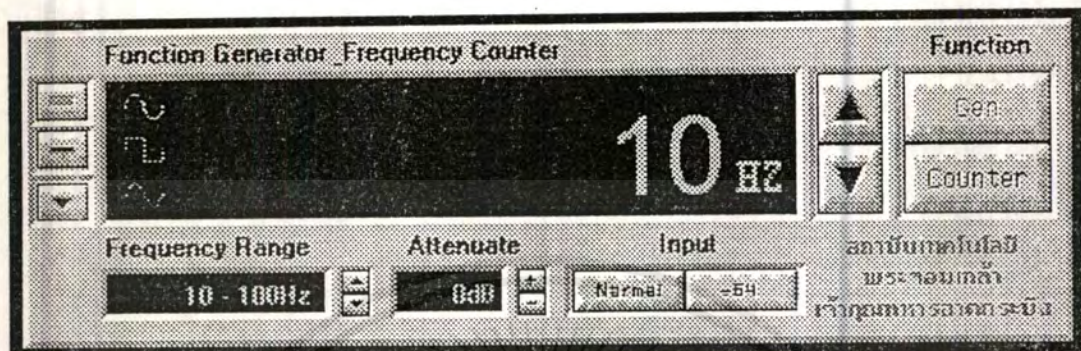 Function Generator _Frequency Counter
Function
10 HZ
Gen
Counter
Frequency Range
Attenuate
Input
10 - 100Hz
0dB
+
-
Normal
÷64
สถาบันเทคโนโลยี
พระจอมเกล้า
เจ้าคุณทหารลาดกระบัง